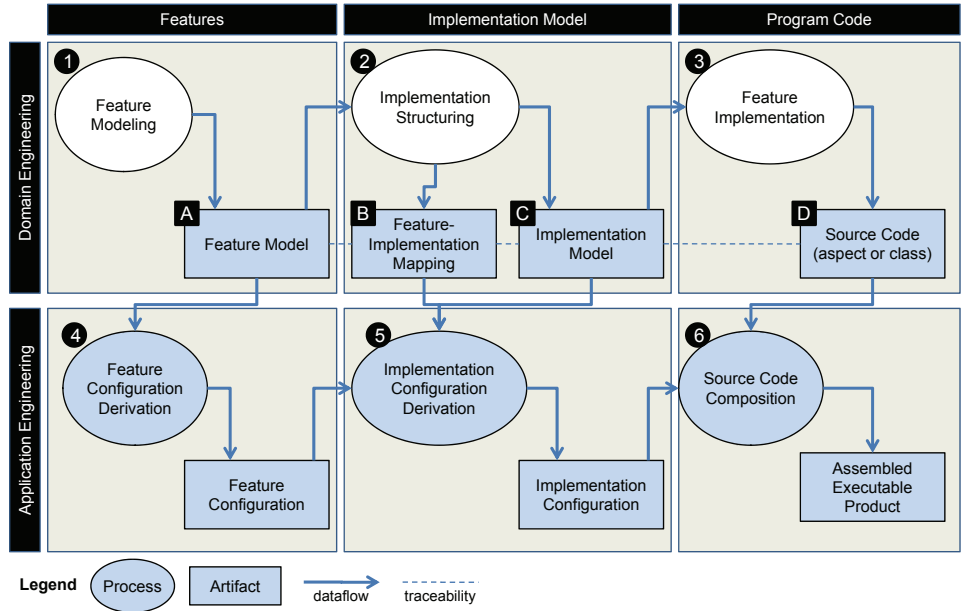 Features
Implementation Model
Program Code
Domain Engineering
1
Feature
Modeling
2
Implementation
Structuring
3
Feature
Implementation
A
Feature Model
B
Feature-
Implementation
Mapping
C
Implementation
Model
D
Source Code
(aspect or class)
Application Engineering
4
Feature
Configuration
Derivation
5
Implementation
Configuration
Derivation
6
Source Code
Composition
Feature
Configuration
Implementation
Configuration
Assembled
Executable
Product
Legend
Process
Artifact
dataflow
traceability